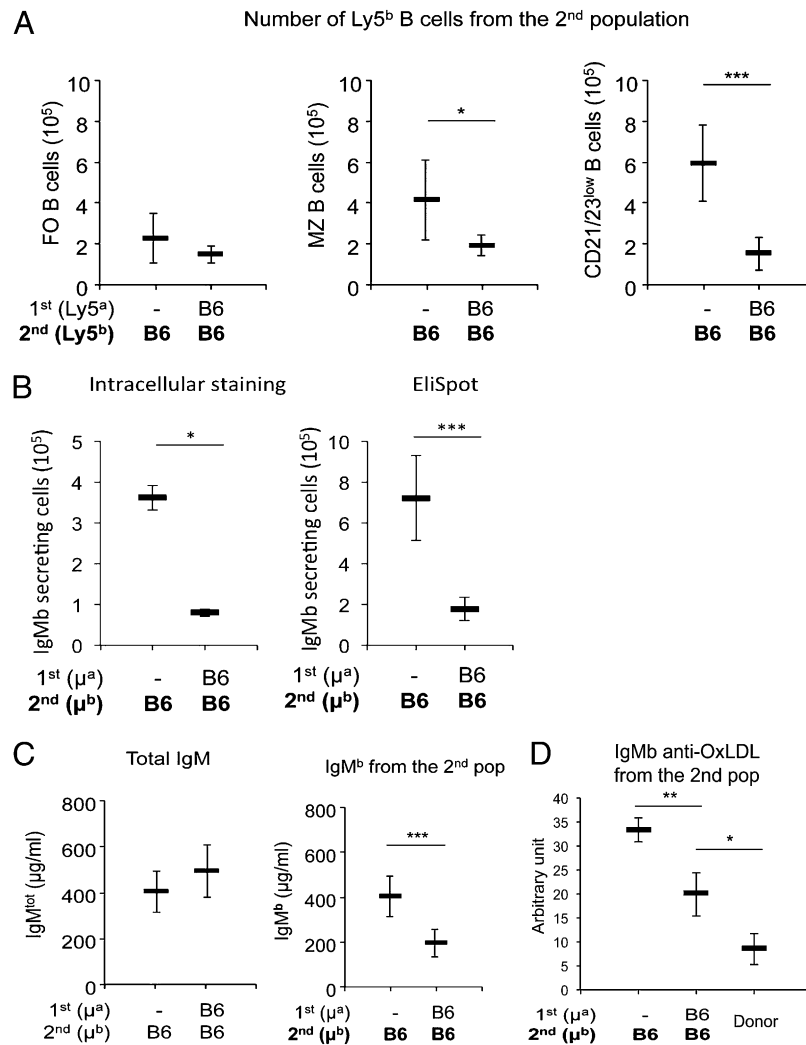 A
Number of Ly5ᵇ B cells from the 2ⁿᵈ population
FO B cells (10⁵)
10
8
6
4
2
0
MZ B cells (10⁵)
*
10
8
6
4
2
0
CD21/23ˡᵒʷ B cells (10⁵)
***
10
8
6
4
2
0
1ˢᵗ (Ly5ᵃ) - B6 - B6 - B6
2ⁿᵈ (Ly5ᵇ) B6 B6 B6 B6 B6 B6
B
Intracellular staining
IgMb secreting cells (10⁵)
*
5
4
3
2
1
0
EliSpot
IgMb secreting cells (10⁵)
***
10
8
6
4
2
0
1ˢᵗ (μᵃ) - B6
2ⁿᵈ (μᵇ) B6 B6
1ˢᵗ (μᵃ) - B6
2ⁿᵈ (μᵇ) B6 B6
C
Total IgM
IgMᵗᵒᵗ (μg/ml)
800
600
400
200
0
1ˢᵗ (μᵃ) - B6
2ⁿᵈ (μᵇ) B6 B6
IgMᵇ from the 2ⁿᵈ pop
IgMᵇ (μg/ml)
***
800
600
400
200
0
1ˢᵗ (μᵃ) - B6
2ⁿᵈ (μᵇ) B6 B6
D
IgMb anti-OxLDL
from the 2nd pop
Arbitrary unit
**
*
40
35
30
25
20
15
10
5
0
1ˢᵗ (μᵃ) - B6 Donor
2ⁿᵈ (μᵇ) B6 B6